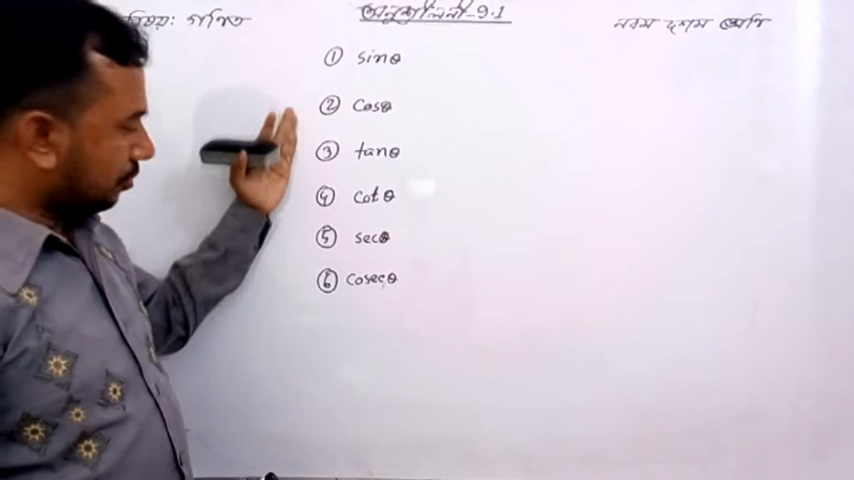 বিষয়: গণিত
অনুশীলনী-9.1
নবম দশম শ্রেণি
① sinθ
② cosθ
③ tanθ
④ cotθ
⑤ secθ
⑥ cosecθ